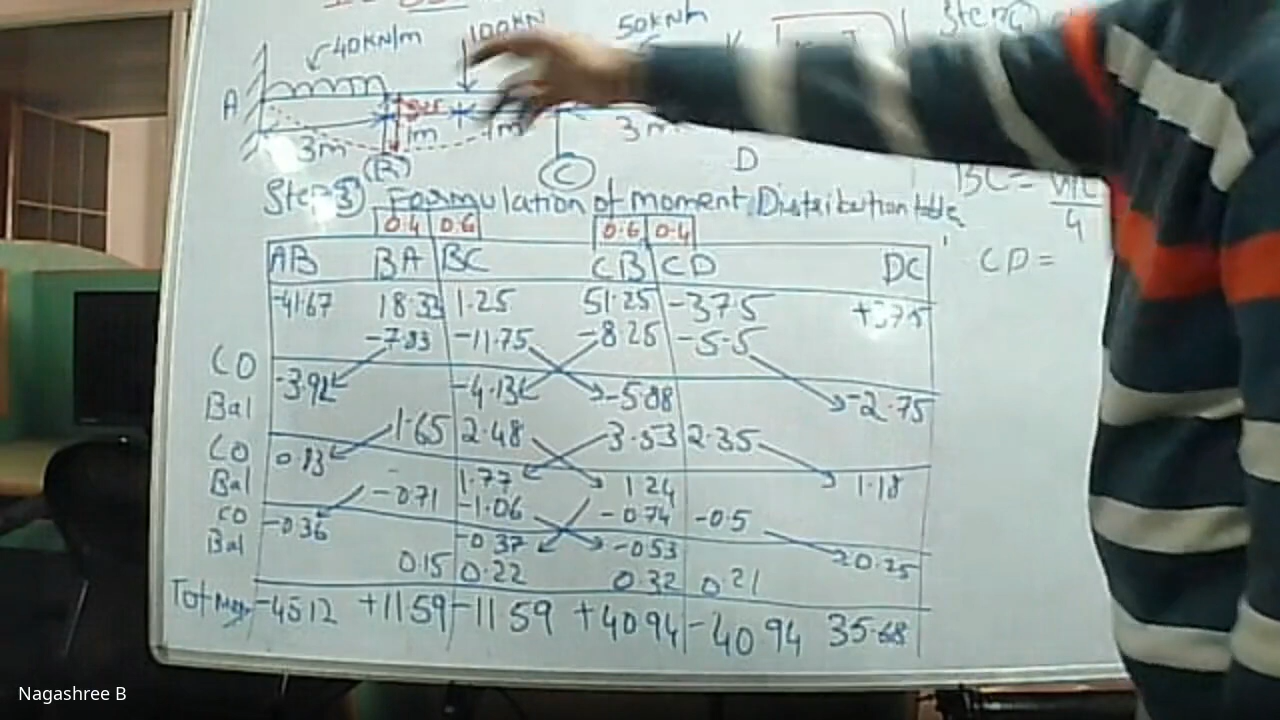 40KN/m 100KN 50KNm
A
3m 1m 1m 3m
B C D
Step 3) Formulation of moment Distribution table
BC =
4
0.4 0.6 0.6 0.4
CD =
AB BA BC CB CD DC
-41.67 18.33 1.25 51.25 -37.5 +37.5
-7.83 -11.75 -8.25 -5.5
CO -3.92 -4.13 -5.88 -2.75
Bal 1.65 2.48 3.53 2.35
CO 0.83 1.77 1.24 1.18
Bal -0.71 -1.06 -0.74 -0.5
CO -0.36 -0.37 -0.53 -0.25
Bal 0.15 0.22 0.32 0.21
-45.12 +11.59 -11.59 +40.94 -40.94 35.68
Nagashree B